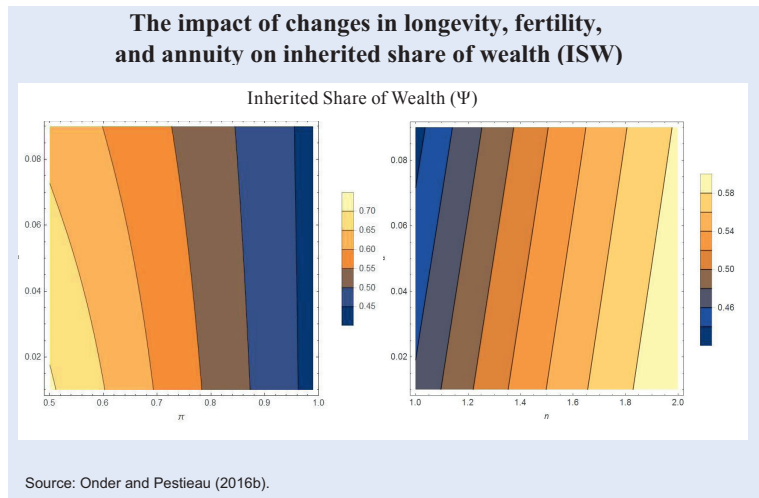 The impact of changes in longevity, fertility,
and annuity on inherited share of wealth (ISW)
Inherited Share of Wealth (Ψ)
0.08
0.06
0.04
0.02
0.5 0.6 0.7 0.8 0.9 1.0
π
0.70
0.65
0.60
0.55
0.50
0.45
0.08
0.06
0.04
0.02
1.0 1.2 1.4 1.6 1.8 2.0
n
0.58
0.54
0.50
0.46
Source: Onder and Pestieau (2016b).